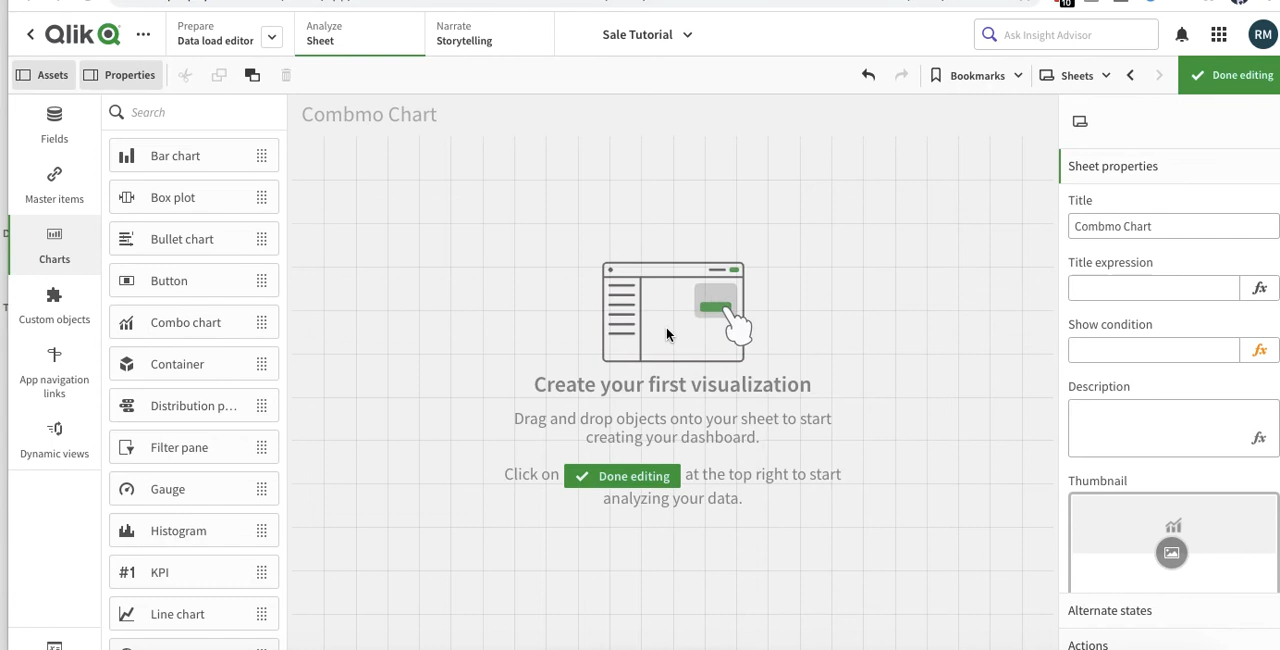 10
Qlik
Prepare
Data load editor
Analyze
Sheet
Narrate
Storytelling
Sale Tutorial
Ask Insight Advisor
RM
Assets
Properties
Bookmarks
Sheets
Done editing
Fields
Master items
Charts
Custom objects
App navigation
links
Dynamic views
Search
Bar chart
Box plot
Bullet chart
Button
Combo chart
Container
Distribution p...
Filter pane
Gauge
Histogram
#1 KPI
Line chart
Combmo Chart
Create your first visualization
Drag and drop objects onto your sheet to start
creating your dashboard.
Click on Done editing at the top right to start
analyzing your data.
Sheet properties
Title
Combmo Chart
Title expression
fx
Show condition
fx
Description
fx
Thumbnail
Alternate states
Actions